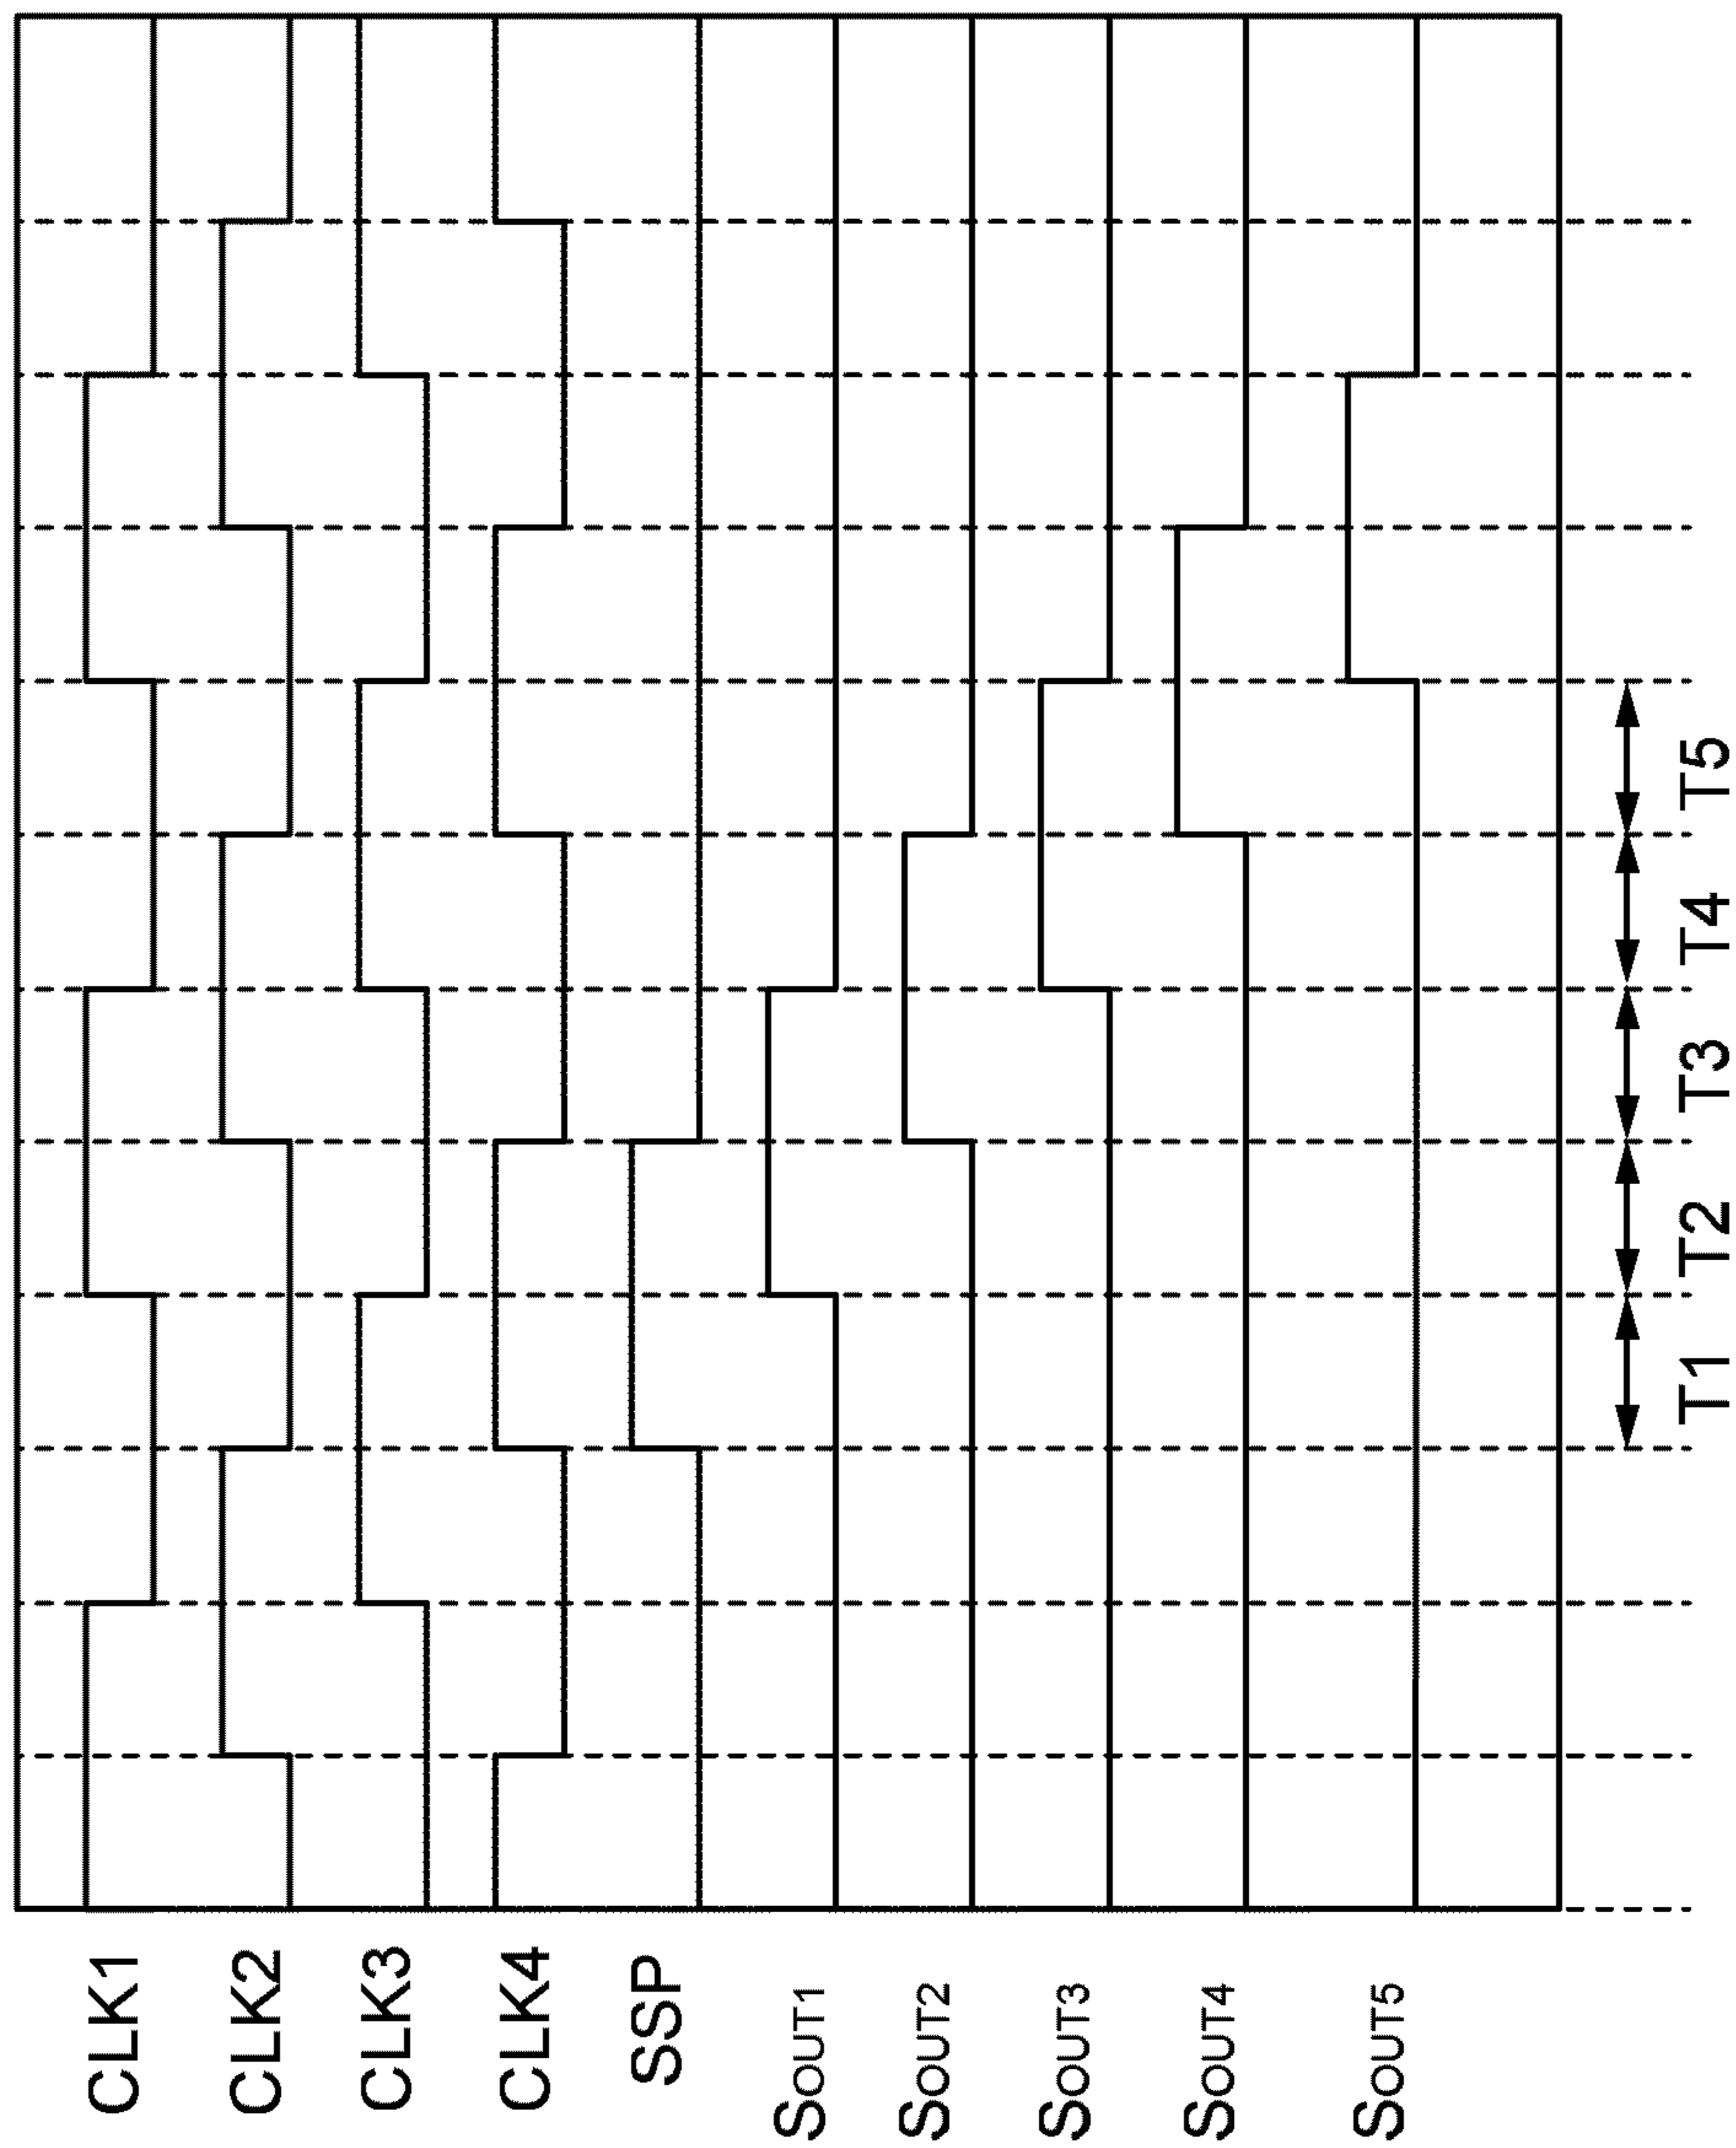 CLK1
CLK2
CLK3
CLK4
SSP
SOUT1
SOUT2
SOUT3
SOUT4
SOUT5
T1 T2 T3 T4 T5